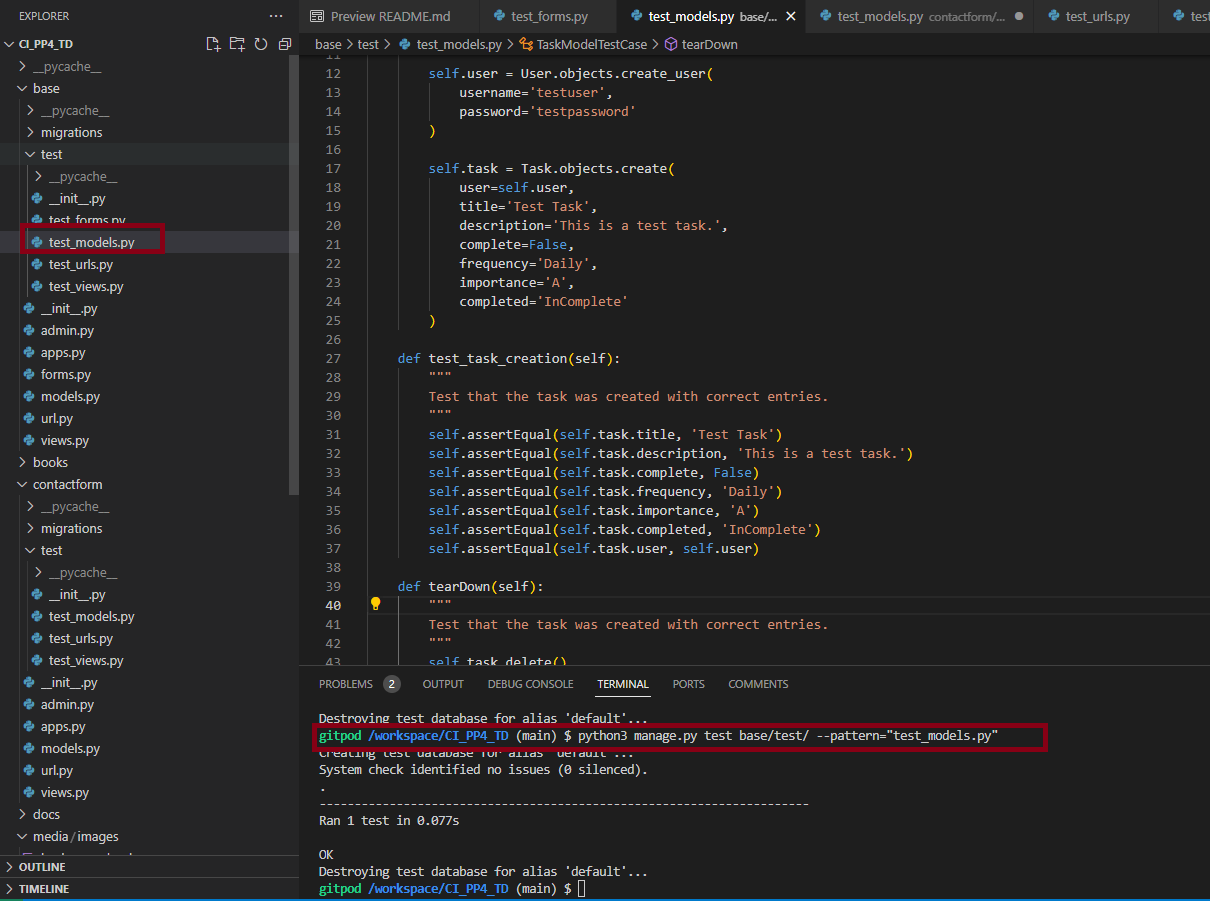 EXPLORER
CI_PP4_TD
__pycache__
base
__pycache__
migrations
test
__pycache__
__init__.py
test_forms.py
test_models.py
test_urls.py
test_views.py
__init__.py
admin.py
apps.py
forms.py
models.py
url.py
views.py
books
contactform
__pycache__
migrations
test
__pycache__
__init__.py
test_models.py
test_urls.py
test_views.py
__init__.py
admin.py
apps.py
models.py
url.py
views.py
docs
media/images
OUTLINE
TIMELINE
Preview README.md test_forms.py test_models.py base/... test_models.py contactform/... test_urls.py tes
base > test > test_models.py > TaskModelTestCase > tearDown
11
12 self.user = User.objects.create_user(
13 username='testuser',
14 password='testpassword'
15 )
16
17 self.task = Task.objects.create(
18 user=self.user,
19 title='Test Task',
20 description='This is a test task.',
21 complete=False,
22 frequency='Daily',
23 importance='A',
24 completed='InComplete'
25 )
26
27 def test_task_creation(self):
28 """
29 Test that the task was created with correct entries.
30 """
31 self.assertEqual(self.task.title, 'Test Task')
32 self.assertEqual(self.task.description, 'This is a test task.')
33 self.assertEqual(self.task.complete, False)
34 self.assertEqual(self.task.frequency, 'Daily')
35 self.assertEqual(self.task.importance, 'A')
36 self.assertEqual(self.task.completed, 'InComplete')
37 self.assertEqual(self.task.user, self.user)
38
39 def tearDown(self):
40 """
41 Test that the task was created with correct entries.
42 """
43 self.task.delete()
PROBLEMS 2 OUTPUT DEBUG CONSOLE TERMINAL PORTS COMMENTS
Destroying test database for alias 'default'...
gitpod /workspace/CI_PP4_TD (main) $ python3 manage.py test base/test/ --pattern="test_models.py"
Creating test database for alias 'default'...
System check identified no issues (0 silenced).
.
----------------------------------------------------------------------
Ran 1 test in 0.077s
OK
Destroying test database for alias 'default'...
gitpod /workspace/CI_PP4_TD (main) $